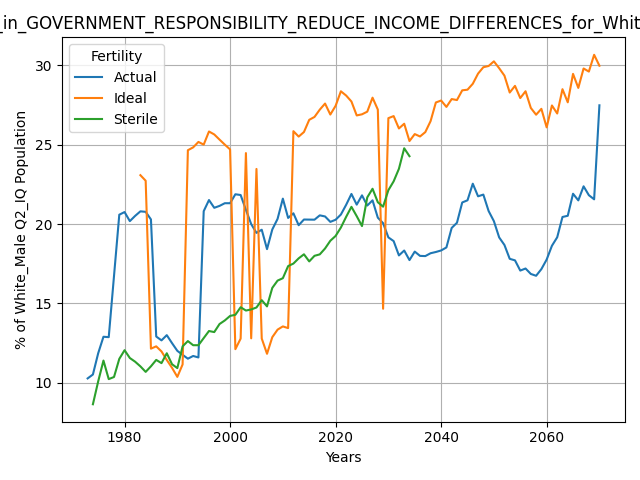 _in_GOVERNMENT_RESPONSIBILITY_REDUCE_INCOME_DIFFERENCES_for_Whit
Fertility
Actual
Ideal
Sterile
30
25
20
15
10
% of White_Male Q2_IQ Population
1980 2000 2020 2040 2060
Years